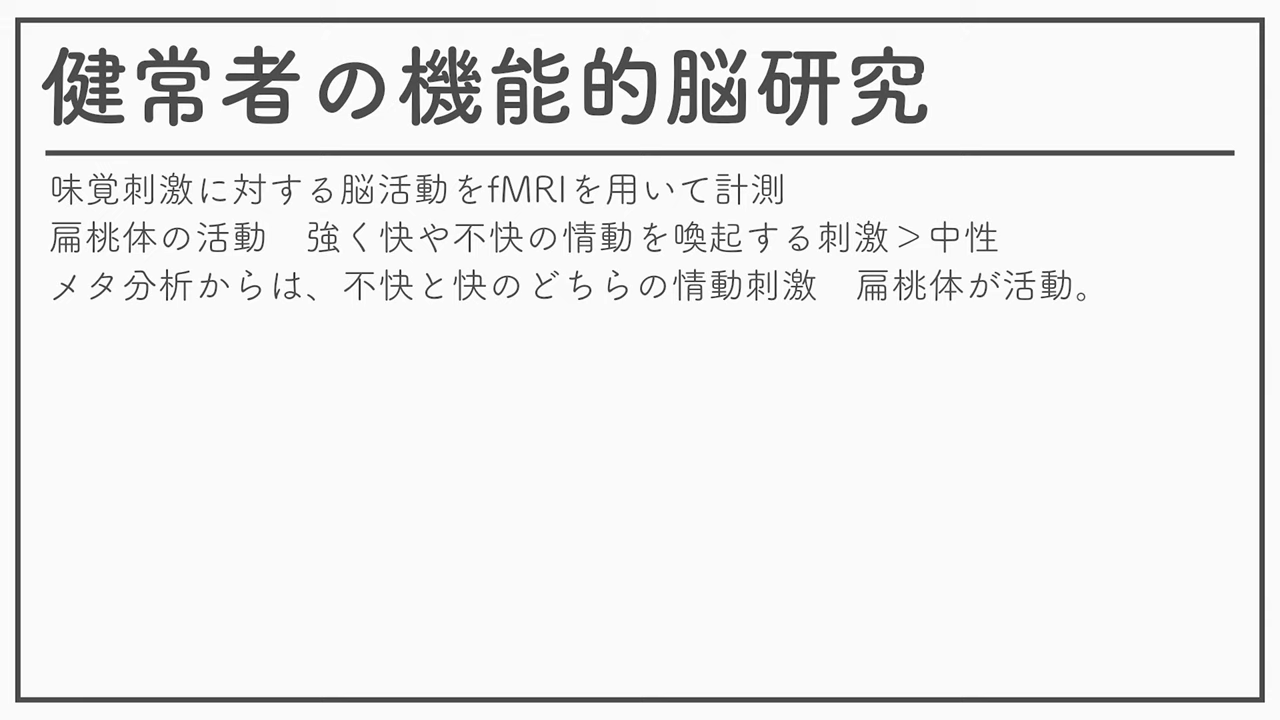 健常者の機能的脳研究
味覚刺激に対する脳活動をfMRIを用いて計測
扁桃体の活動　強く快や不快の情動を喚起する刺激＞中性
メタ分析からは、不快と快のどちらの情動刺激　扁桃体が活動。